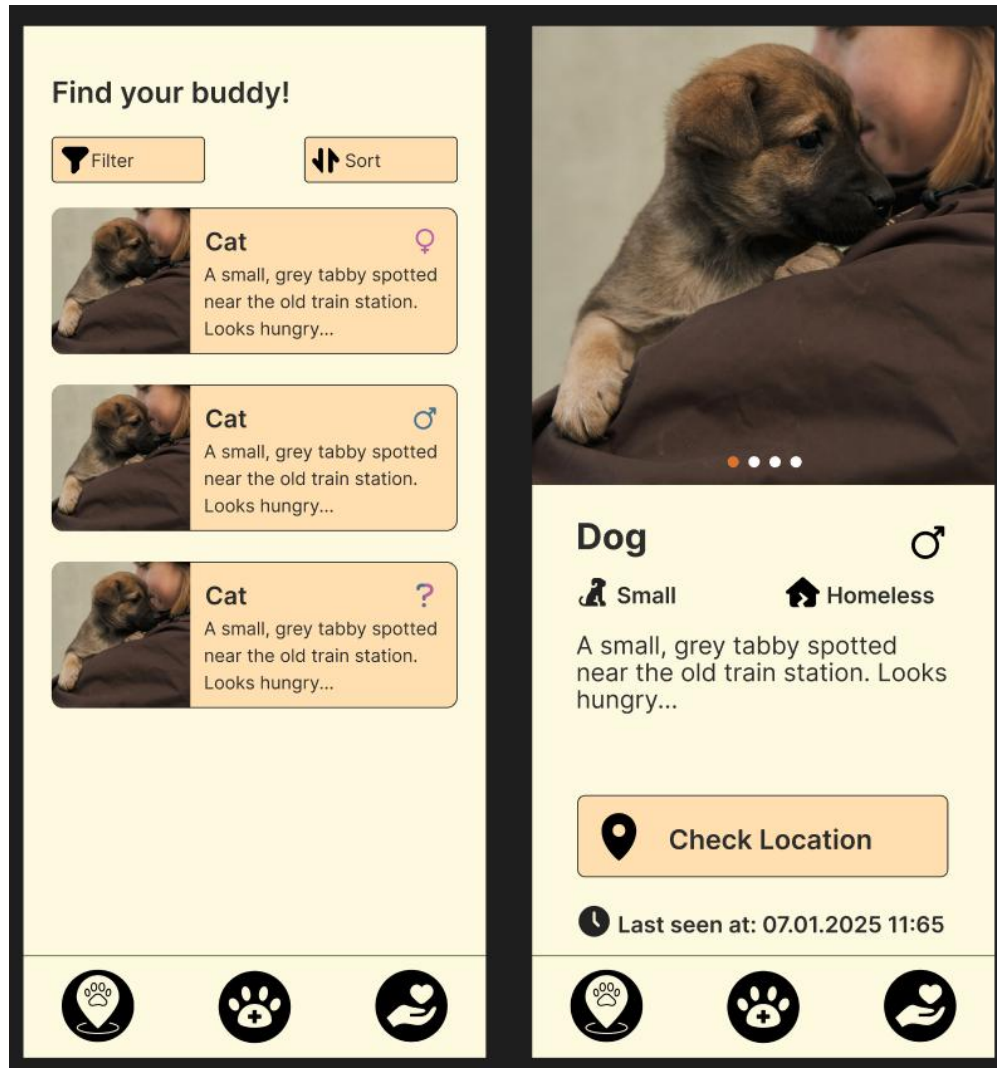 Find your buddy!
Filter
Sort
Cat
A small, grey tabby spotted
near the old train station.
Looks hungry...
Cat
A small, grey tabby spotted
near the old train station.
Looks hungry...
Cat
?
A small, grey tabby spotted
near the old train station.
Looks hungry...
Dog
Small
Homeless
A small, grey tabby spotted
near the old train station. Looks
hungry...
Check Location
Last seen at: 07.01.2025 11:65